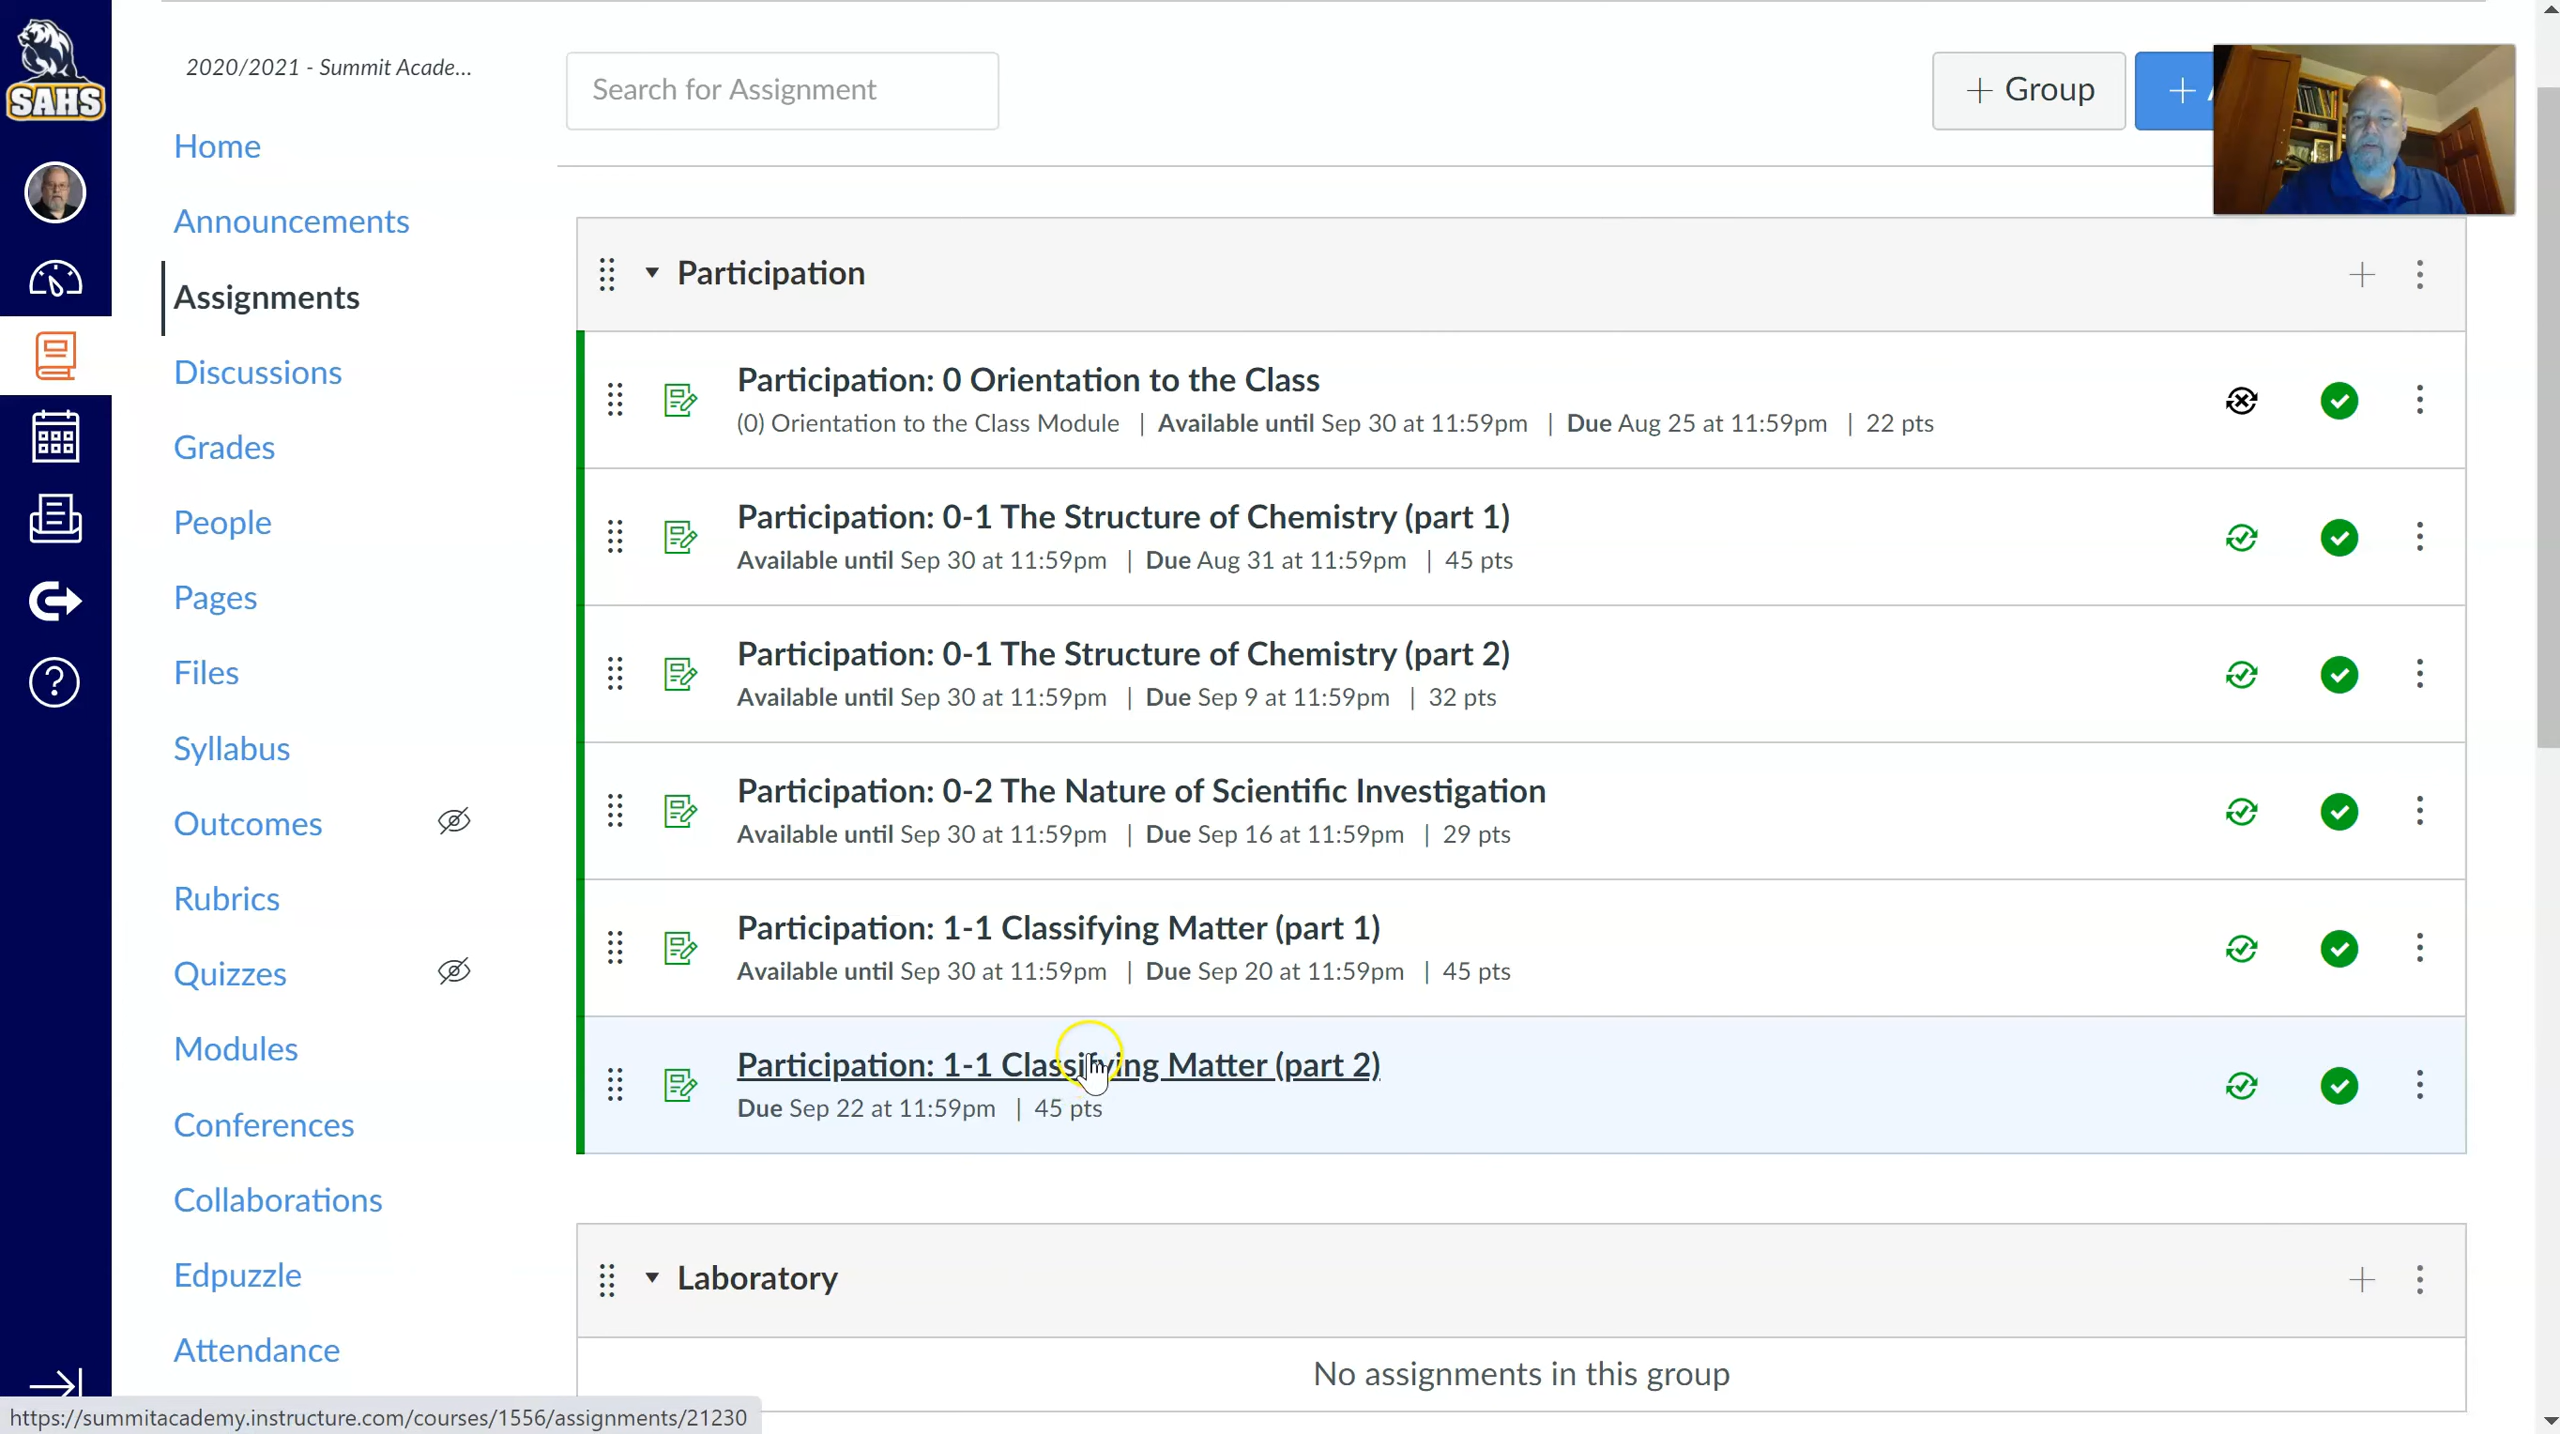 SAHS
2020/2021 - Summit Acade...
Home
Announcements
Assignments
Discussions
Grades
People
Pages
Files
Syllabus
Outcomes
Rubrics
Quizzes
Modules
Conferences
Collaborations
Edpuzzle
Attendance
Search for Assignment
+ Group
+
Participation
Participation: 0 Orientation to the Class
(0) Orientation to the Class Module | Available until Sep 30 at 11:59pm | Due Aug 25 at 11:59pm | 22 pts
Participation: 0-1 The Structure of Chemistry (part 1)
Available until Sep 30 at 11:59pm | Due Aug 31 at 11:59pm | 45 pts
Participation: 0-1 The Structure of Chemistry (part 2)
Available until Sep 30 at 11:59pm | Due Sep 9 at 11:59pm | 32 pts
Participation: 0-2 The Nature of Scientific Investigation
Available until Sep 30 at 11:59pm | Due Sep 16 at 11:59pm | 29 pts
Participation: 1-1 Classifying Matter (part 1)
Available until Sep 30 at 11:59pm | Due Sep 20 at 11:59pm | 45 pts
Participation: 1-1 Classifying Matter (part 2)
Due Sep 22 at 11:59pm | 45 pts
Laboratory
No assignments in this group
https://summitacademy.instructure.com/courses/1556/assignments/21230